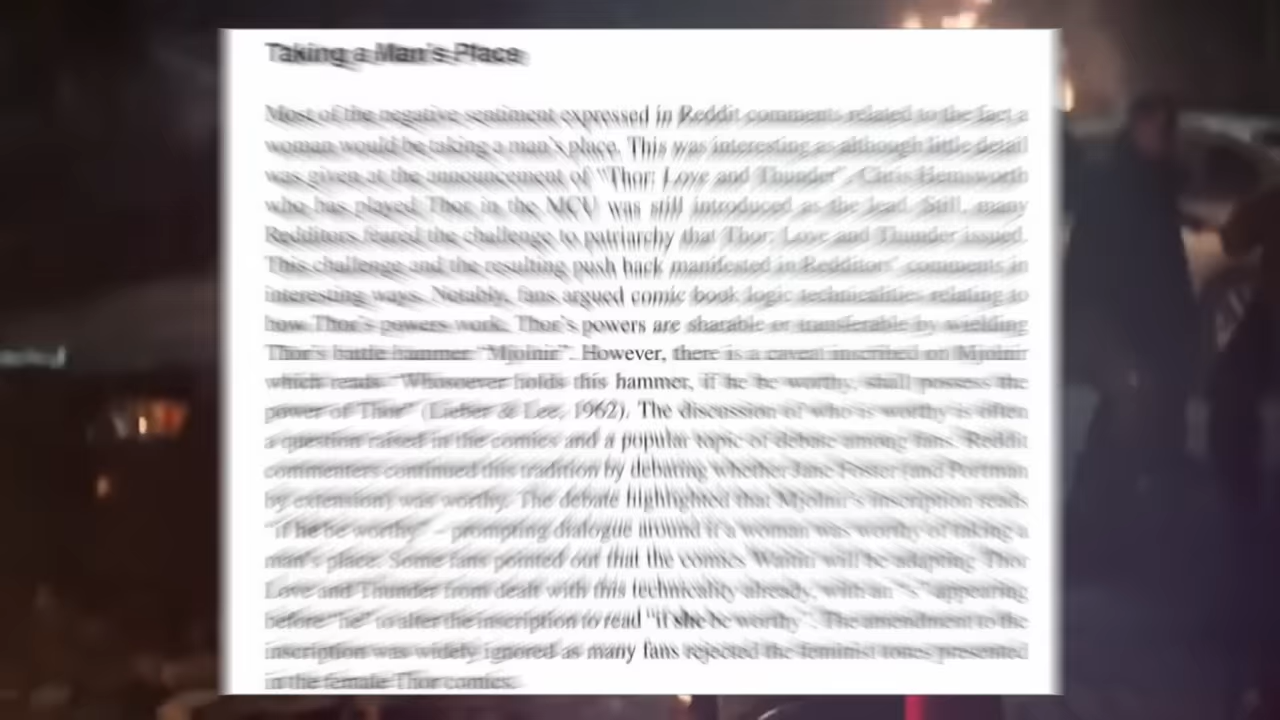 Taking a Man's Place
Most of the negative sentiment expressed in Reddit comments related to the fact a
woman would be taking a man's place. This was interesting as although little detail
was given at the announcement of "Thor: Love and Thunder", Chris Hemsworth
who has played Thor in the MCU was still introduced as the lead. Still, many
Redditors feared the challenge to patriarchy that Thor: Love and Thunder issued.
This challenge and the resulting push back manifested in Redditors' comments in
interesting ways. Notably, fans argued comic book logic technicalities relating to
how Thor's powers work. Thor's powers are sharable or transferable by wielding
Thor's battle hammer "Mjolnir". However, there is a caveat inscribed on Mjolnir
which reads "Whosoever holds this hammer, if he be worthy, shall possess the
power of Thor" (Lieber & Lee, 1962). The discussion of who is worthy is often
a question raised in the comics and a popular topic of debate among fans. Reddit
commenters continued this tradition by debating whether Jane Foster (and Portman
by extension) was worthy. The debate highlighted that Mjolnir's inscription reads
"if he be worthy" – prompting dialogue around if a woman was worthy of taking a
man's place. Some fans pointed out that the comics Waititi will be adapting Thor
Love and Thunder from dealt with this technicality already, with an "s" appearing
before "he" to alter the inscription to read "if she be worthy". The amendment to the
inscription was widely ignored as many fans rejected the feminist tones presented
in the female Thor comics.